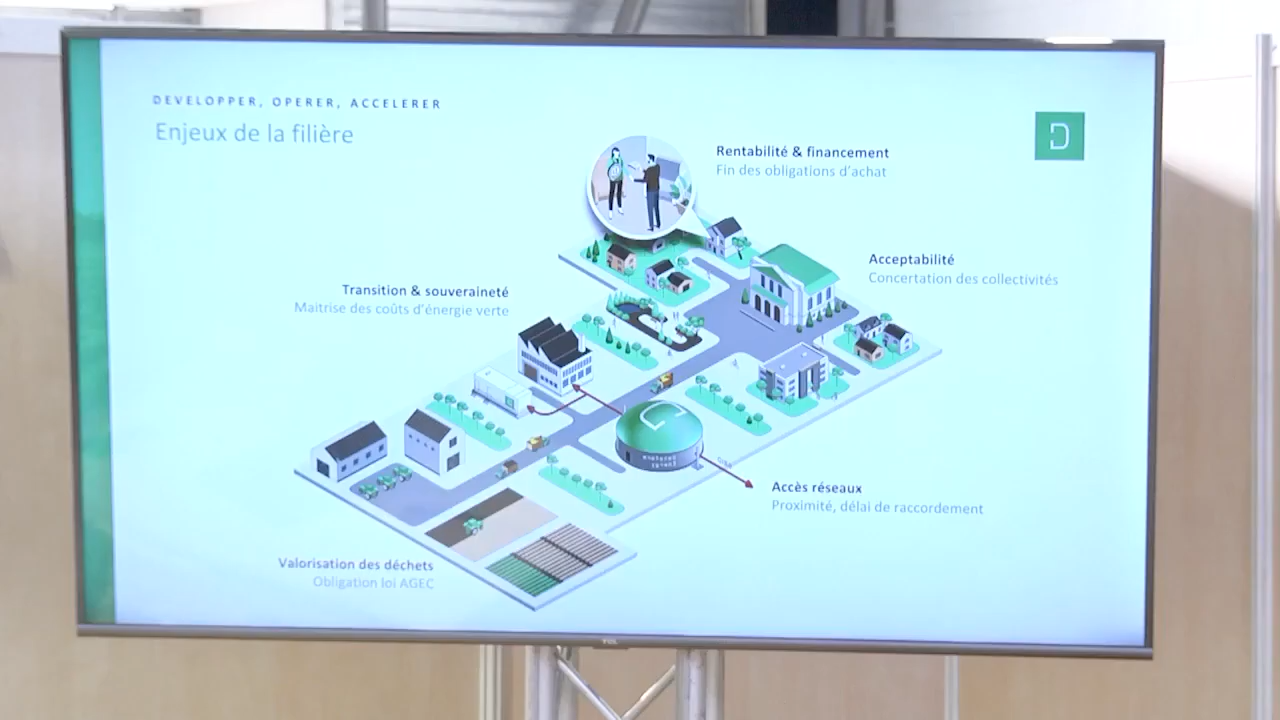 DEVELOPPER, OPERER, ACCELERER
Enjeux de la filière
D
Rentabilité & financement
Fin des obligations d'achat
Acceptabilité
Concertation des collectivités
Transition & souveraineté
Maitrise des coûts d'énergie verte
Accès réseaux
Proximité, délai de raccordement
Valorisation des déchets
Obligation loi AGEC
TCL